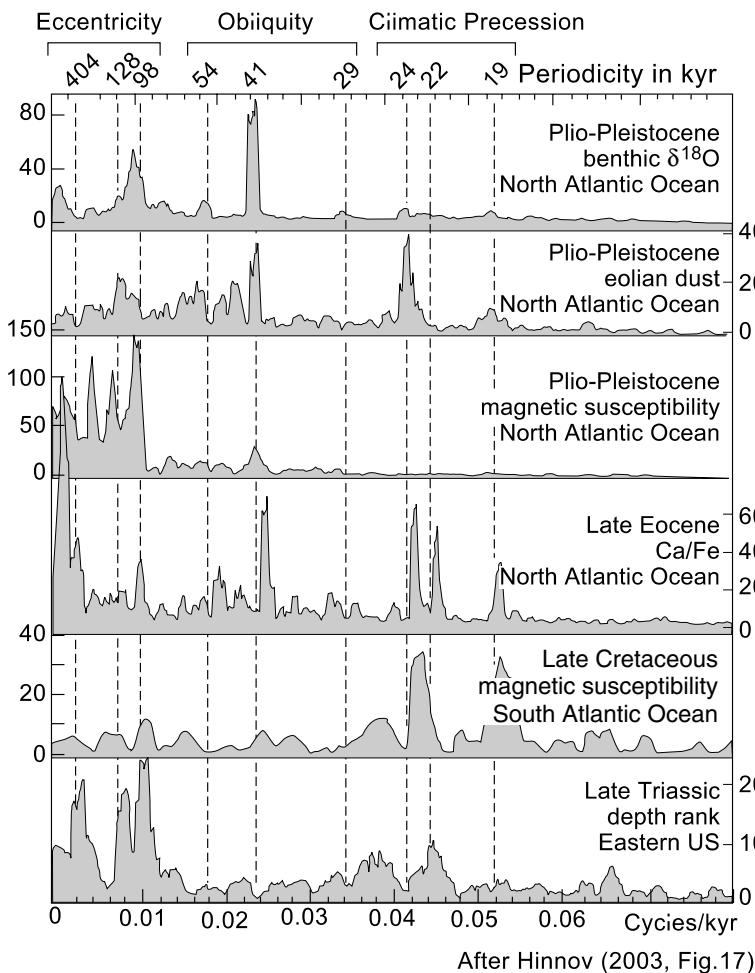 Eccentricity Obiiquity Ciimatic Precession
404 128 98 54 41 29 24 22 19 Periodicity in kyr
80
40
0
Plio-Pleistocene
benthic δ18O
North Atlantic Ocean
Plio-Pleistocene
eolian dust
North Atlantic Ocean
40
20
0
150
100
50
0
Plio-Pleistocene
magnetic susceptibility
North Atlantic Ocean
Late Eocene
Ca/Fe
North Atlantic Ocean
60
40
20
0
40
20
0
Late Cretaceous
magnetic susceptibility
South Atlantic Ocean
Late Triassic
depth rank
Eastern US
20
10
0
0 0.01 0.02 0.03 0.04 0.05 0.06 Cycies/kyr
After Hinnov (2003, Fig.17)